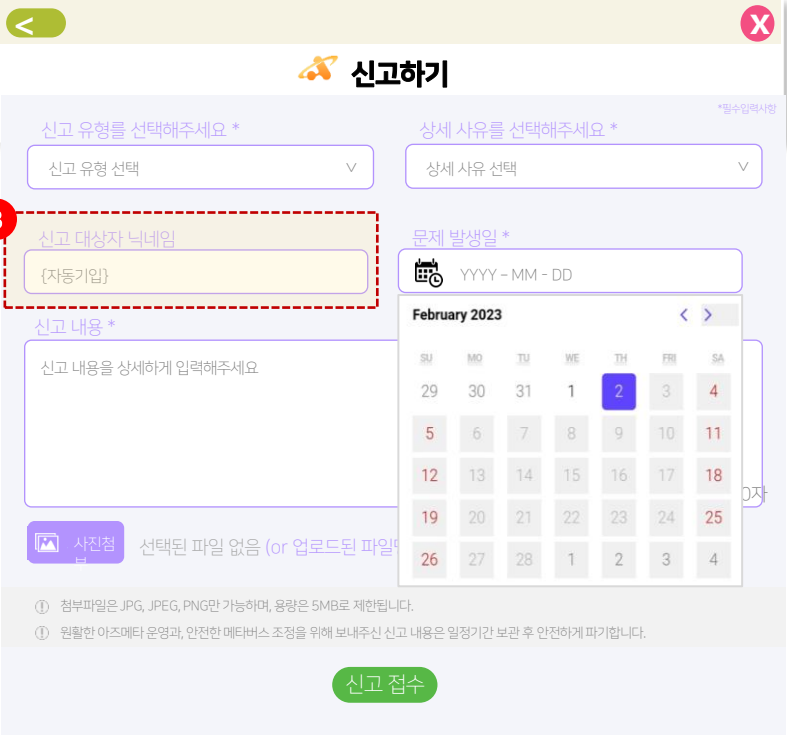 <
X
신고하기
*필수입력사항
신고 유형를 선택해주세요 *
상세 사유를 선택해주세요 *
신고 유형 선택
상세 사유 선택
신고 대상자 닉네임
문제 발생일 *
{자동기입}
YYYY – MM - DD
신고 내용 *
신고 내용을 상세하게 입력해주세요
February 2023
SU MO TU WE TH FRI SA
29 30 31 1 2 3 4
5 6 7 8 9 10 11
12 13 14 15 16 17 18
19 20 21 22 23 24 25
26 27 28 1 2 3 4
0자
사진첨
선택된 파일 없음 (or 업로드된 파일
첨부파일은 JPG, JPEG, PNG만 가능하며, 용량은 5MB로 제한됩니다.
원활한 아즈메타 운영과, 안전한 메타버스 조정을 위해 보내주신 신고 내용은 일정기간 보관 후 안전하게 파기합니다.
신고 접수